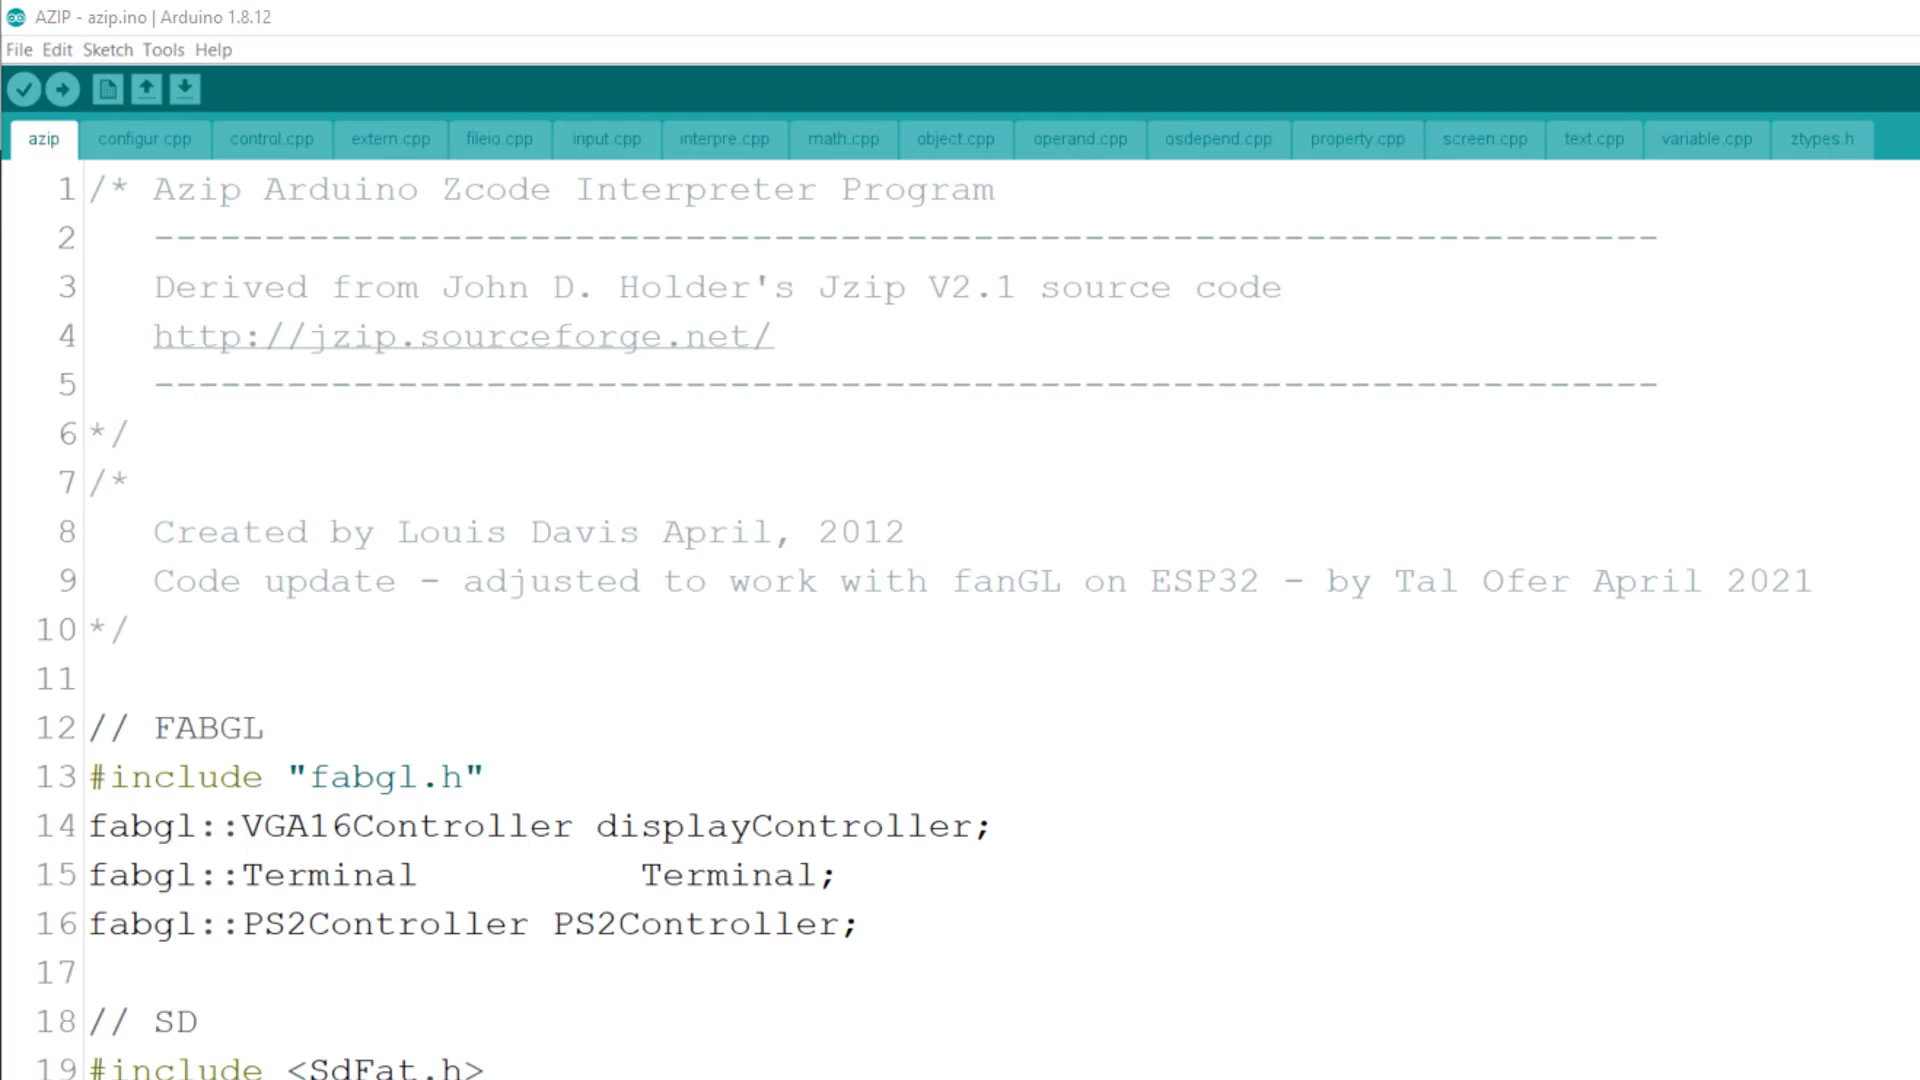 AZIP - azip.ino | Arduino 1.8.12
File Edit Sketch Tools Help
azip configur.cpp control.cpp extern.cpp fileio.cpp input.cpp interpre.cpp math.cpp object.cpp operand.cpp osdepend.cpp property.cpp screen.cpp text.cpp variable.cpp ztypes.h
1 /* Azip Arduino Zcode Interpreter Program
2 --------------------------------------------------------------------
3 Derived from John D. Holder's Jzip V2.1 source code
4 http://jzip.sourceforge.net/
5 --------------------------------------------------------------------
6 */
7 /*
8 Created by Louis Davis April, 2012
9 Code update - adjusted to work with fanGL on ESP32 - by Tal Ofer April 2021
10 */
11
12 // FABGL
13 #include "fabgl.h"
14 fabgl::VGA16Controller displayController;
15 fabgl::Terminal Terminal;
16 fabgl::PS2Controller PS2Controller;
17
18 // SD
19 #include <SdFat.h>